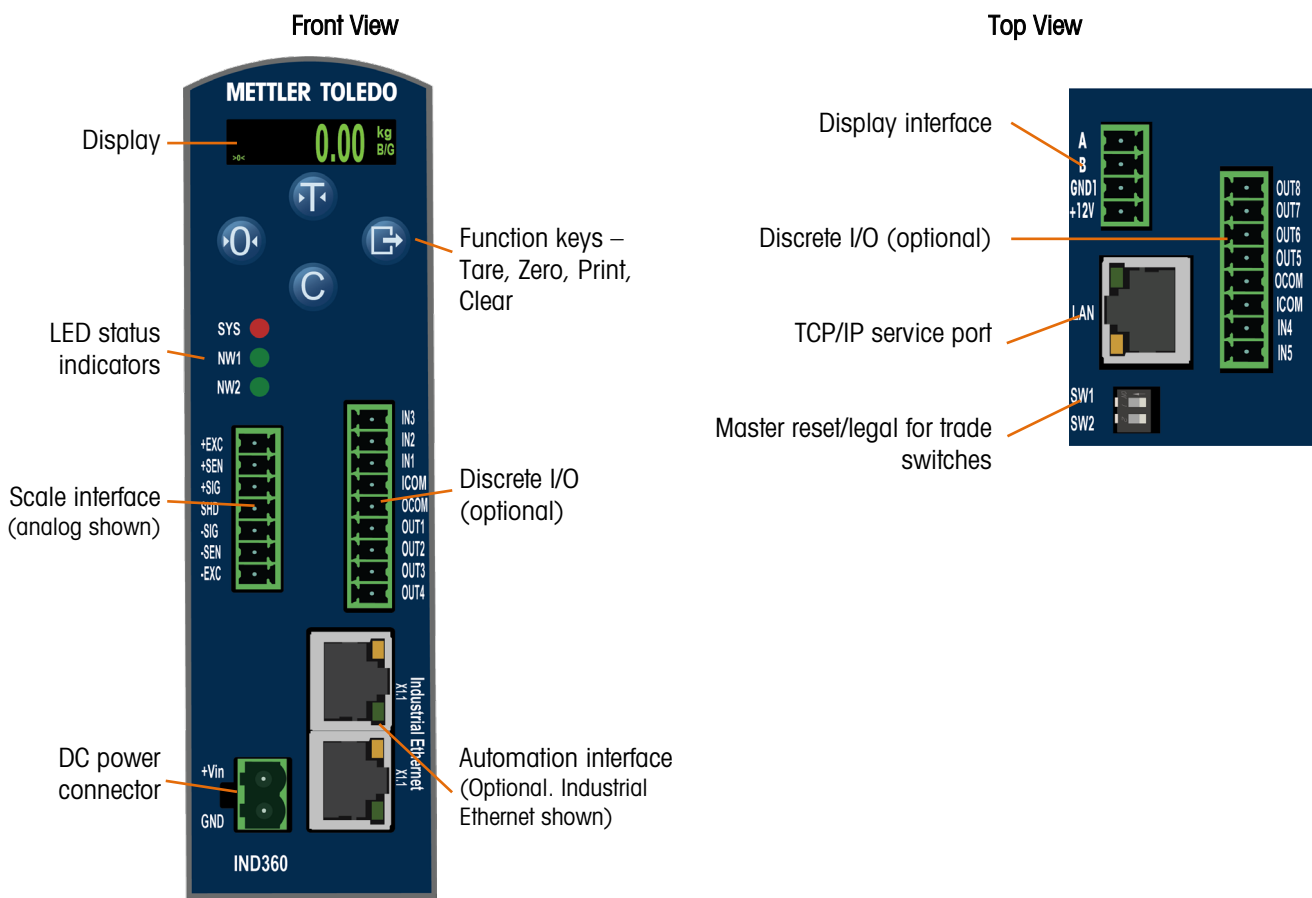 Front View
METTLER TOLEDO
Display
>0<
0.00
kg
B/G
T
0
C
Function keys –
Tare, Zero, Print,
Clear
LED status
indicators
SYS
NW1
NW2
+EXC
+SEN
+SIG
SHD
-SIG
-SEN
-EXC
Scale interface
(analog shown)
IN3
IN2
IN1
ICOM
OCOM
OUT1
OUT2
OUT3
OUT4
Discrete I/O
(optional)
Industrial Ethernet
X1.1
X1.1
Automation interface
(Optional. Industrial
Ethernet shown)
DC power
connector
+Vin
GND
IND360
Top View
Display interface
A
B
GND1
+12V
Discrete I/O (optional)
OUT8
OUT7
OUT6
OUT5
OCOM
ICOM
IN4
IN5
LAN
TCP/IP service port
SW1
SW2
Master reset/legal for trade
switches